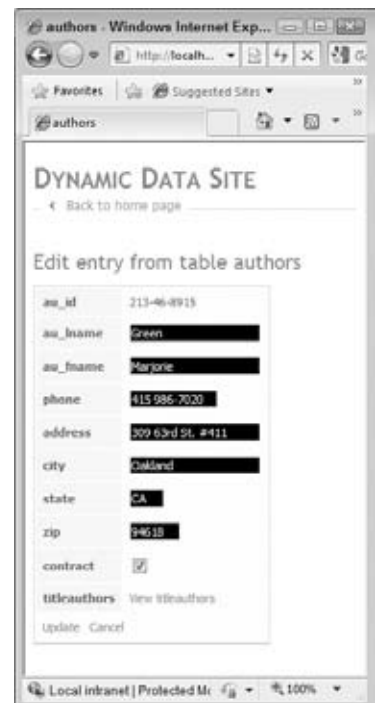 authors - Windows Internet Exp...
http://localh...
Favorites Suggested Sites
authors
DYNAMIC DATA SITE
Back to home page
Edit entry from table authors
au_id 213-46-8915
au_lname Green
au_fname Marjorie
phone 415 986-7020
address 309 63rd St. #411
city Oakland
state CA
zip 94618
contract
titleauthors View titleauthors
Update Cancel
Local intranet | Protected Mo 100%